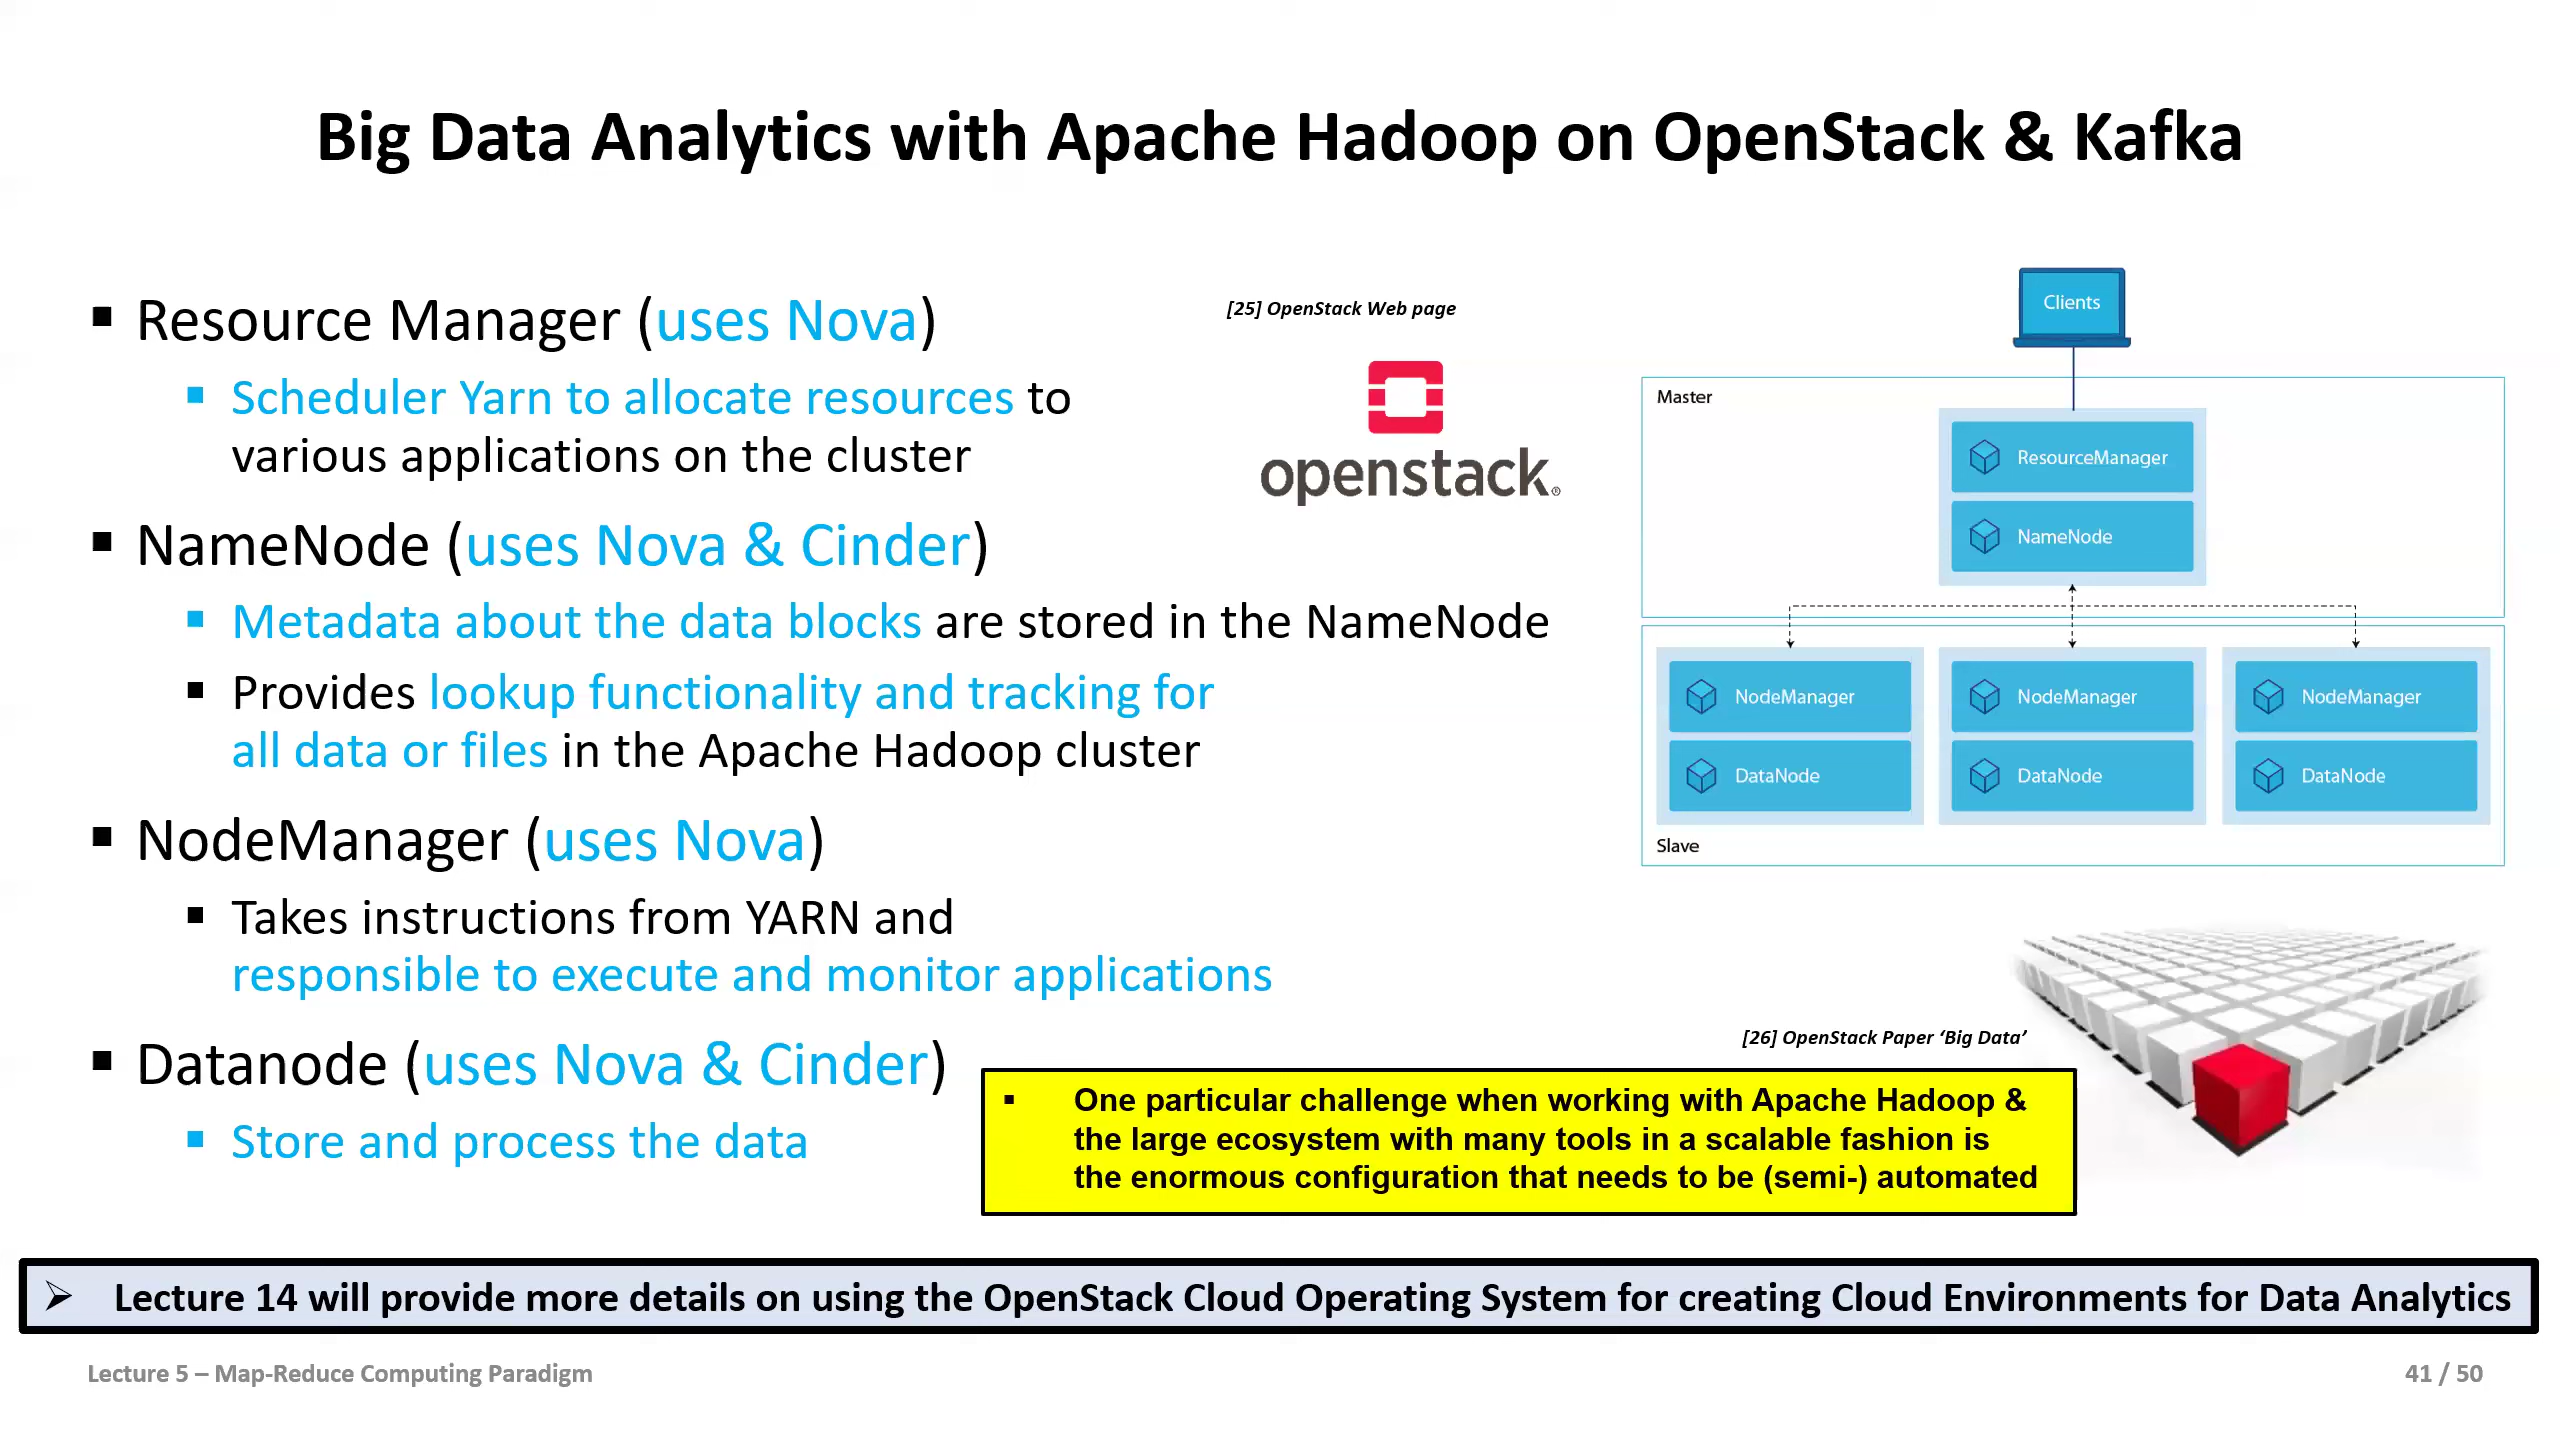 Big Data Analytics with Apache Hadoop on OpenStack & Kafka
▪ Resource Manager (uses Nova)
▪ Scheduler Yarn to allocate resources to
various applications on the cluster
▪ NameNode (uses Nova & Cinder)
▪ Metadata about the data blocks are stored in the NameNode
▪ Provides lookup functionality and tracking for
all data or files in the Apache Hadoop cluster
▪ NodeManager (uses Nova)
▪ Takes instructions from YARN and
responsible to execute and monitor applications
▪ Datanode (uses Nova & Cinder)
▪ Store and process the data
[25] OpenStack Web page
openstack®
Clients
Master
ResourceManager
NameNode
NodeManager NodeManager NodeManager
DataNode DataNode DataNode
Slave
[26] OpenStack Paper ‘Big Data’
▪ One particular challenge when working with Apache Hadoop &
the large ecosystem with many tools in a scalable fashion is
the enormous configuration that needs to be (semi-) automated
➢ Lecture 14 will provide more details on using the OpenStack Cloud Operating System for creating Cloud Environments for Data Analytics
Lecture 5 – Map-Reduce Computing Paradigm
41 / 50